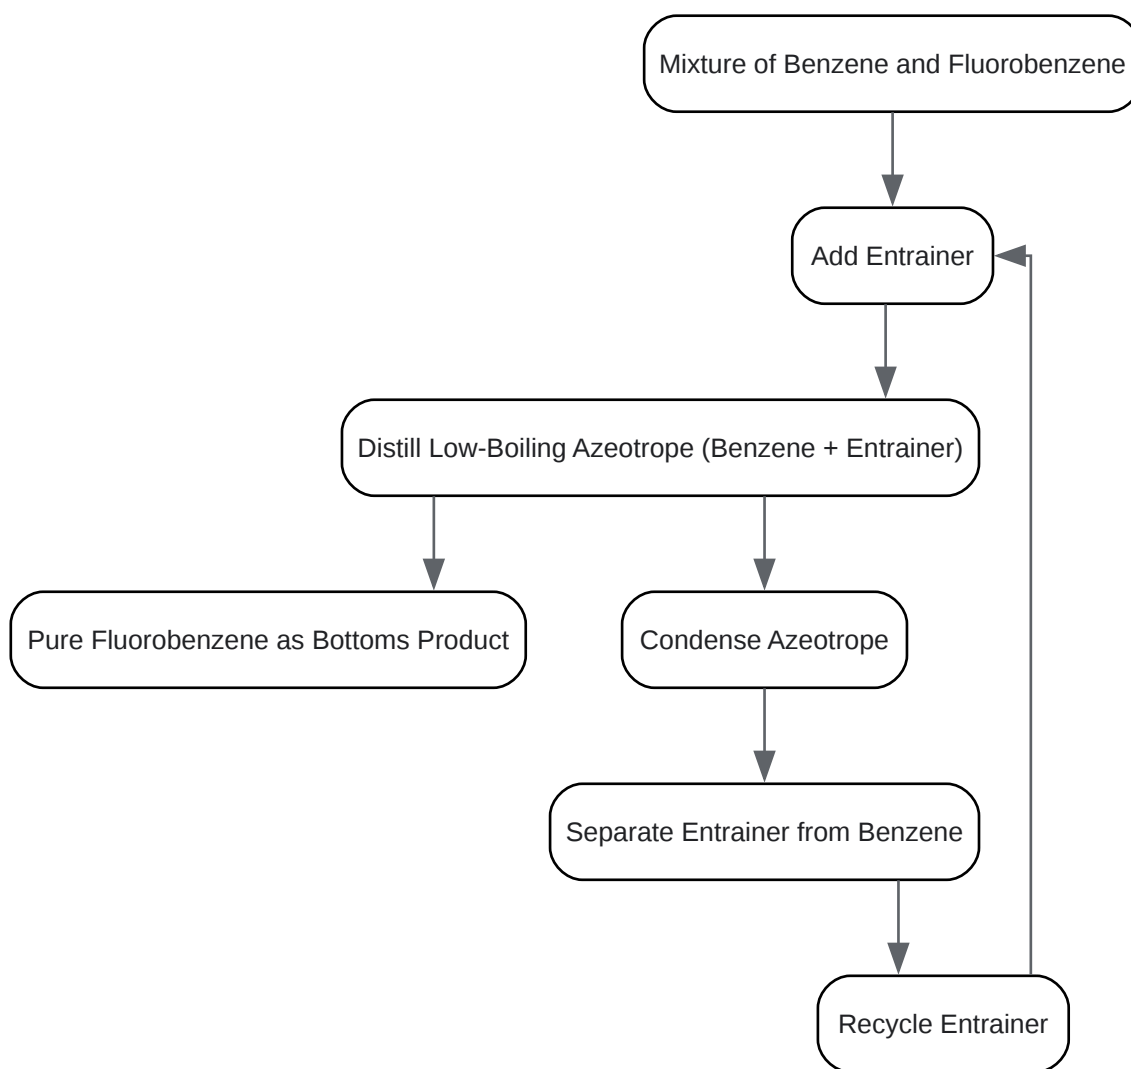 Mixture of Benzene and Fluorobenzene
Add Entrainer
Distill Low-Boiling Azeotrope (Benzene + Entrainer)
Pure Fluorobenzene as Bottoms Product
Condense Azeotrope
Separate Entrainer from Benzene
Recycle Entrainer